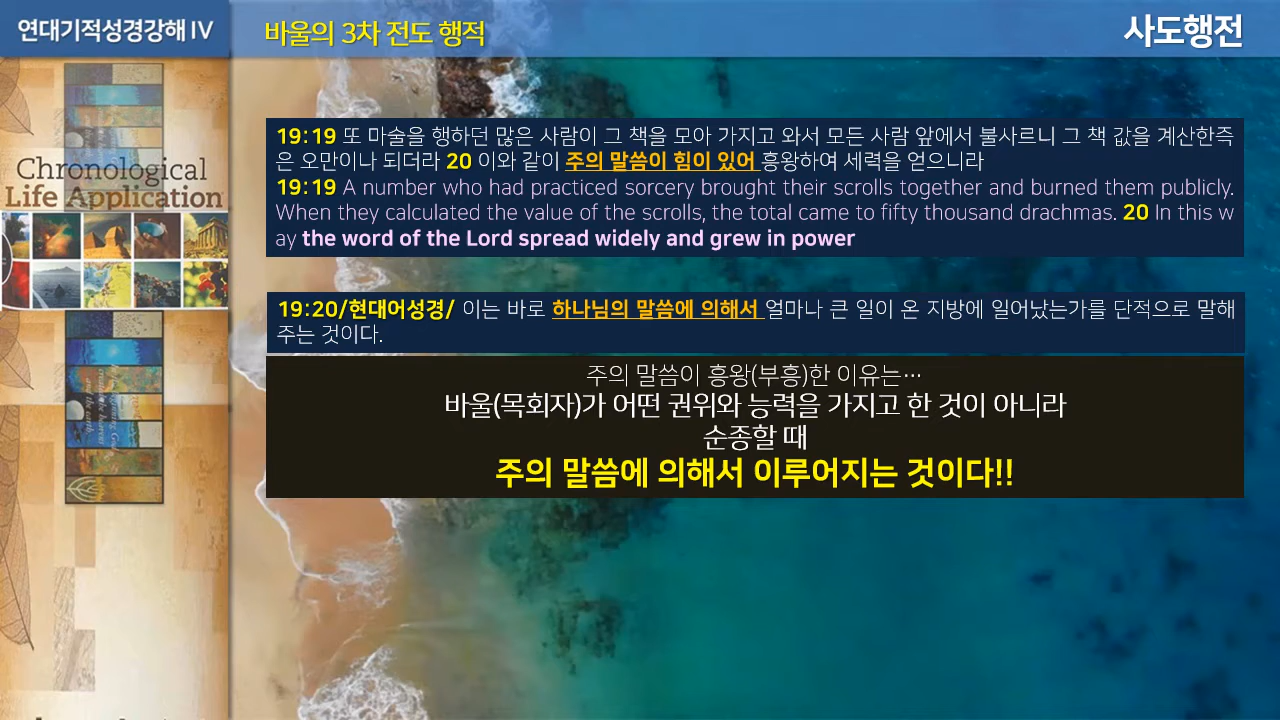 연대기적성경강해 IV
바울의 3차 전도 행적
사도행전
Chronological
Life Application
19:19 또 마술을 행하던 많은 사람이 그 책을 모아 가지고 와서 모든 사람 앞에서 불사르니 그 책 값을 계산한즉
은 오만이나 되더라 20 이와 같이 주의 말씀이 힘이 있어 흥왕하여 세력을 얻으니라
19:19 A number who had practiced sorcery brought their scrolls together and burned them publicly.
When they calculated the value of the scrolls, the total came to fifty thousand drachmas. 20 In this w
ay the word of the Lord spread widely and grew in power
19:20/현대어성경/ 이는 바로 하나님의 말씀에 의해서 얼마나 큰 일이 온 지방에 일어났는가를 단적으로 말해
주는 것이다.
주의 말씀이 흥왕(부흥)한 이유는…
바울(목회자)가 어떤 권위와 능력을 가지고 한 것이 아니라
순종할 때
주의 말씀에 의해서 이루어지는 것이다!!